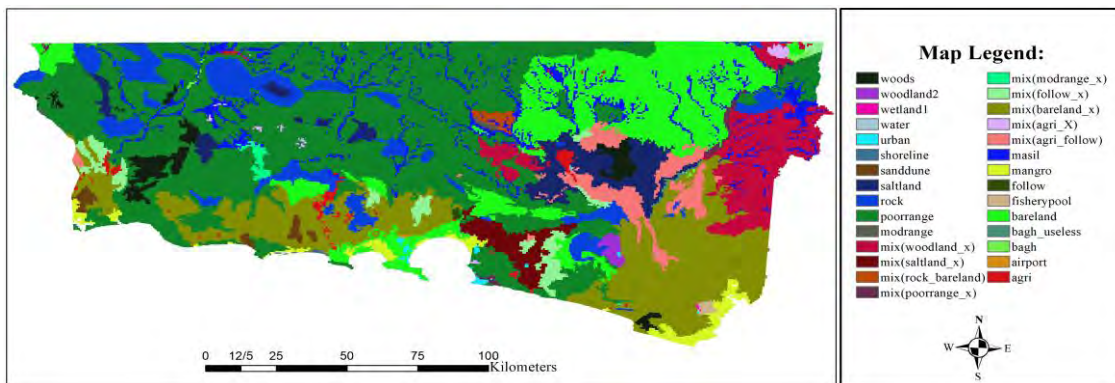 Map Legend:
woods
woodland2
wetland1
water
urban
shoreline
sanddune
saltland
rock
poorrange
modrange
mix(woodland_x)
mix(saltland_x)
mix(rock_bareland)
mix(poorrange_x)
mix(modrange_x)
mix(follow_x)
mix(bareland_x)
mix(agri_X)
mix(agri_follow)
masil
mangro
follow
fisherypool
bareland
bagh_useless
bagh
airport
agri
0 12/5 25 50 75 100
Kilometers
N
W E
S